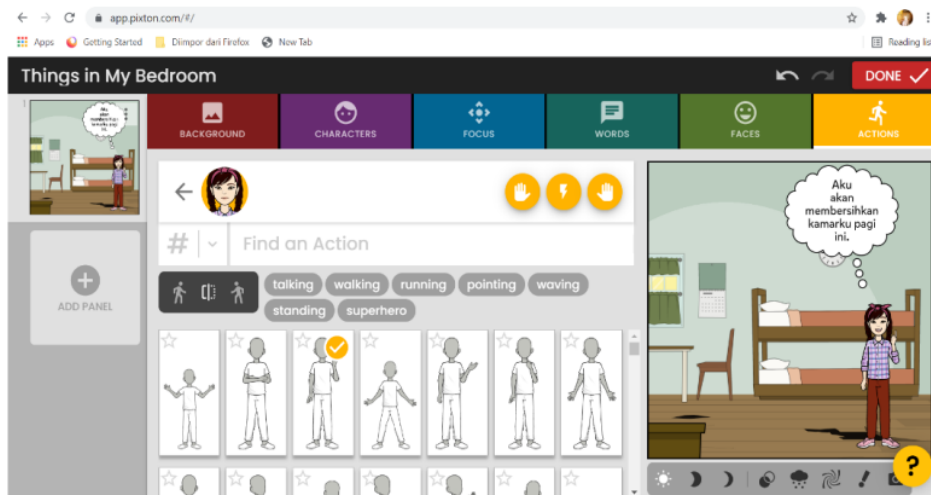 app.pixton.com/#/
Apps Getting Started Diimpor dari Firefox New Tab Reading list
Things in My Bedroom
DONE
1
BACKGROUND
CHARACTERS
FOCUS
WORDS
FACES
ACTIONS
ADD PANEL
#
Find an Action
talking walking running pointing waving
standing superhero
Aku
akan
membersihkan
kamarku pagi
ini.
?